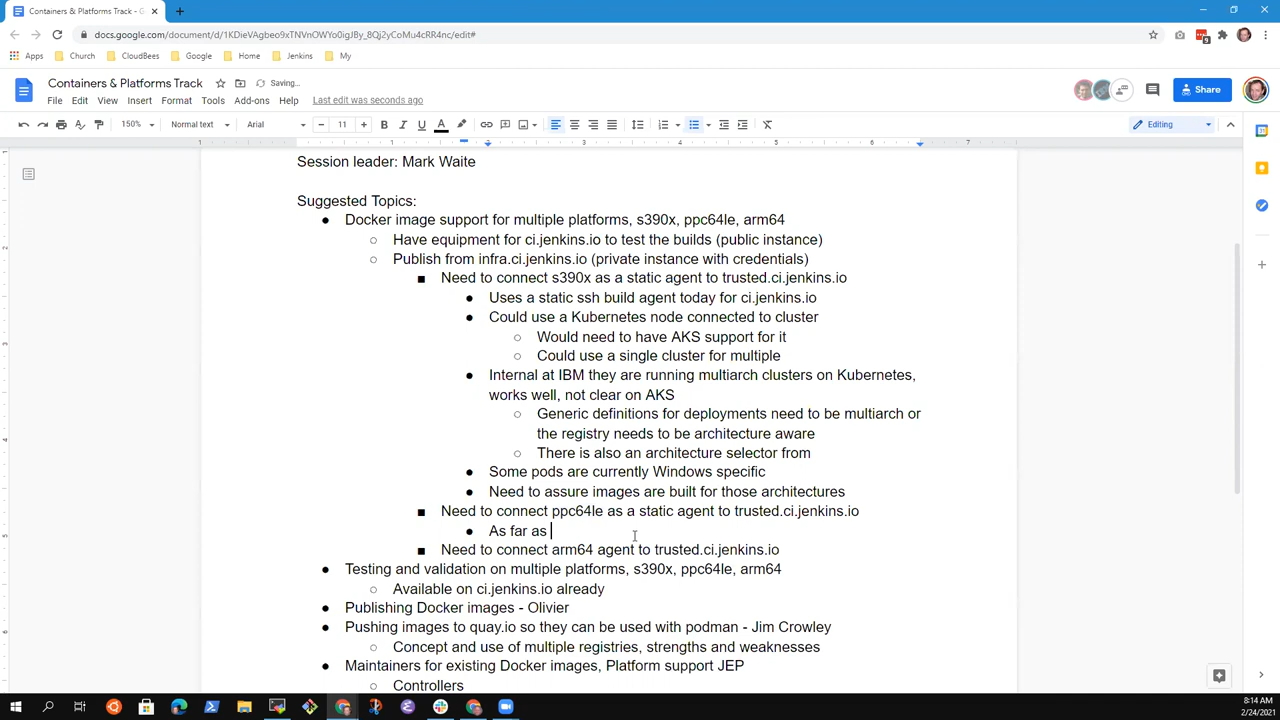 Containers & Platforms Track - G
docs.google.com/document/d/1KDieVAgbeo9xTNVnOWYo0igJ8y_8Qj2yCoMu4cRR4nc/edit#
9
Apps Church CloudBees Google Home Jenkins My
Containers & Platforms Track Saving...
File Edit View Insert Format Tools Add-ons Help Last edit was seconds ago
Share
150% Normal text Arial 11 B I U A Editing
1 1 2 3 4 5 6 7
Session leader: Mark Waite
Suggested Topics:
● Docker image support for multiple platforms, s390x, ppc64le, arm64
○ Have equipment for ci.jenkins.io to test the builds (public instance)
○ Publish from infra.ci.jenkins.io (private instance with credentials)
■ Need to connect s390x as a static agent to trusted.ci.jenkins.io
● Uses a static ssh build agent today for ci.jenkins.io
● Could use a Kubernetes node connected to cluster
○ Would need to have AKS support for it
○ Could use a single cluster for multiple
● Internal at IBM they are running multiarch clusters on Kubernetes,
works well, not clear on AKS
○ Generic definitions for deployments need to be multiarch or
the registry needs to be architecture aware
○ There is also an architecture selector from
● Some pods are currently Windows specific
● Need to assure images are built for those architectures
■ Need to connect ppc64le as a static agent to trusted.ci.jenkins.io
● As far as
■ Need to connect arm64 agent to trusted.ci.jenkins.io
● Testing and validation on multiple platforms, s390x, ppc64le, arm64
○ Available on ci.jenkins.io already
● Publishing Docker images - Olivier
● Pushing images to quay.io so they can be used with podman - Jim Crowley
○ Concept and use of multiple registries, strengths and weaknesses
● Maintainers for existing Docker images, Platform support JEP
○ Controllers
8:14 AM
2/24/2021